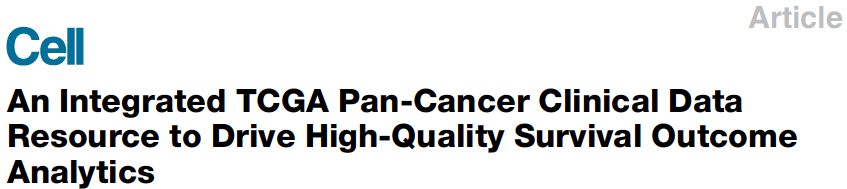 Article
Cell
An Integrated TCGA Pan-Cancer Clinical Data
Resource to Drive High-Quality Survival Outcome
Analytics